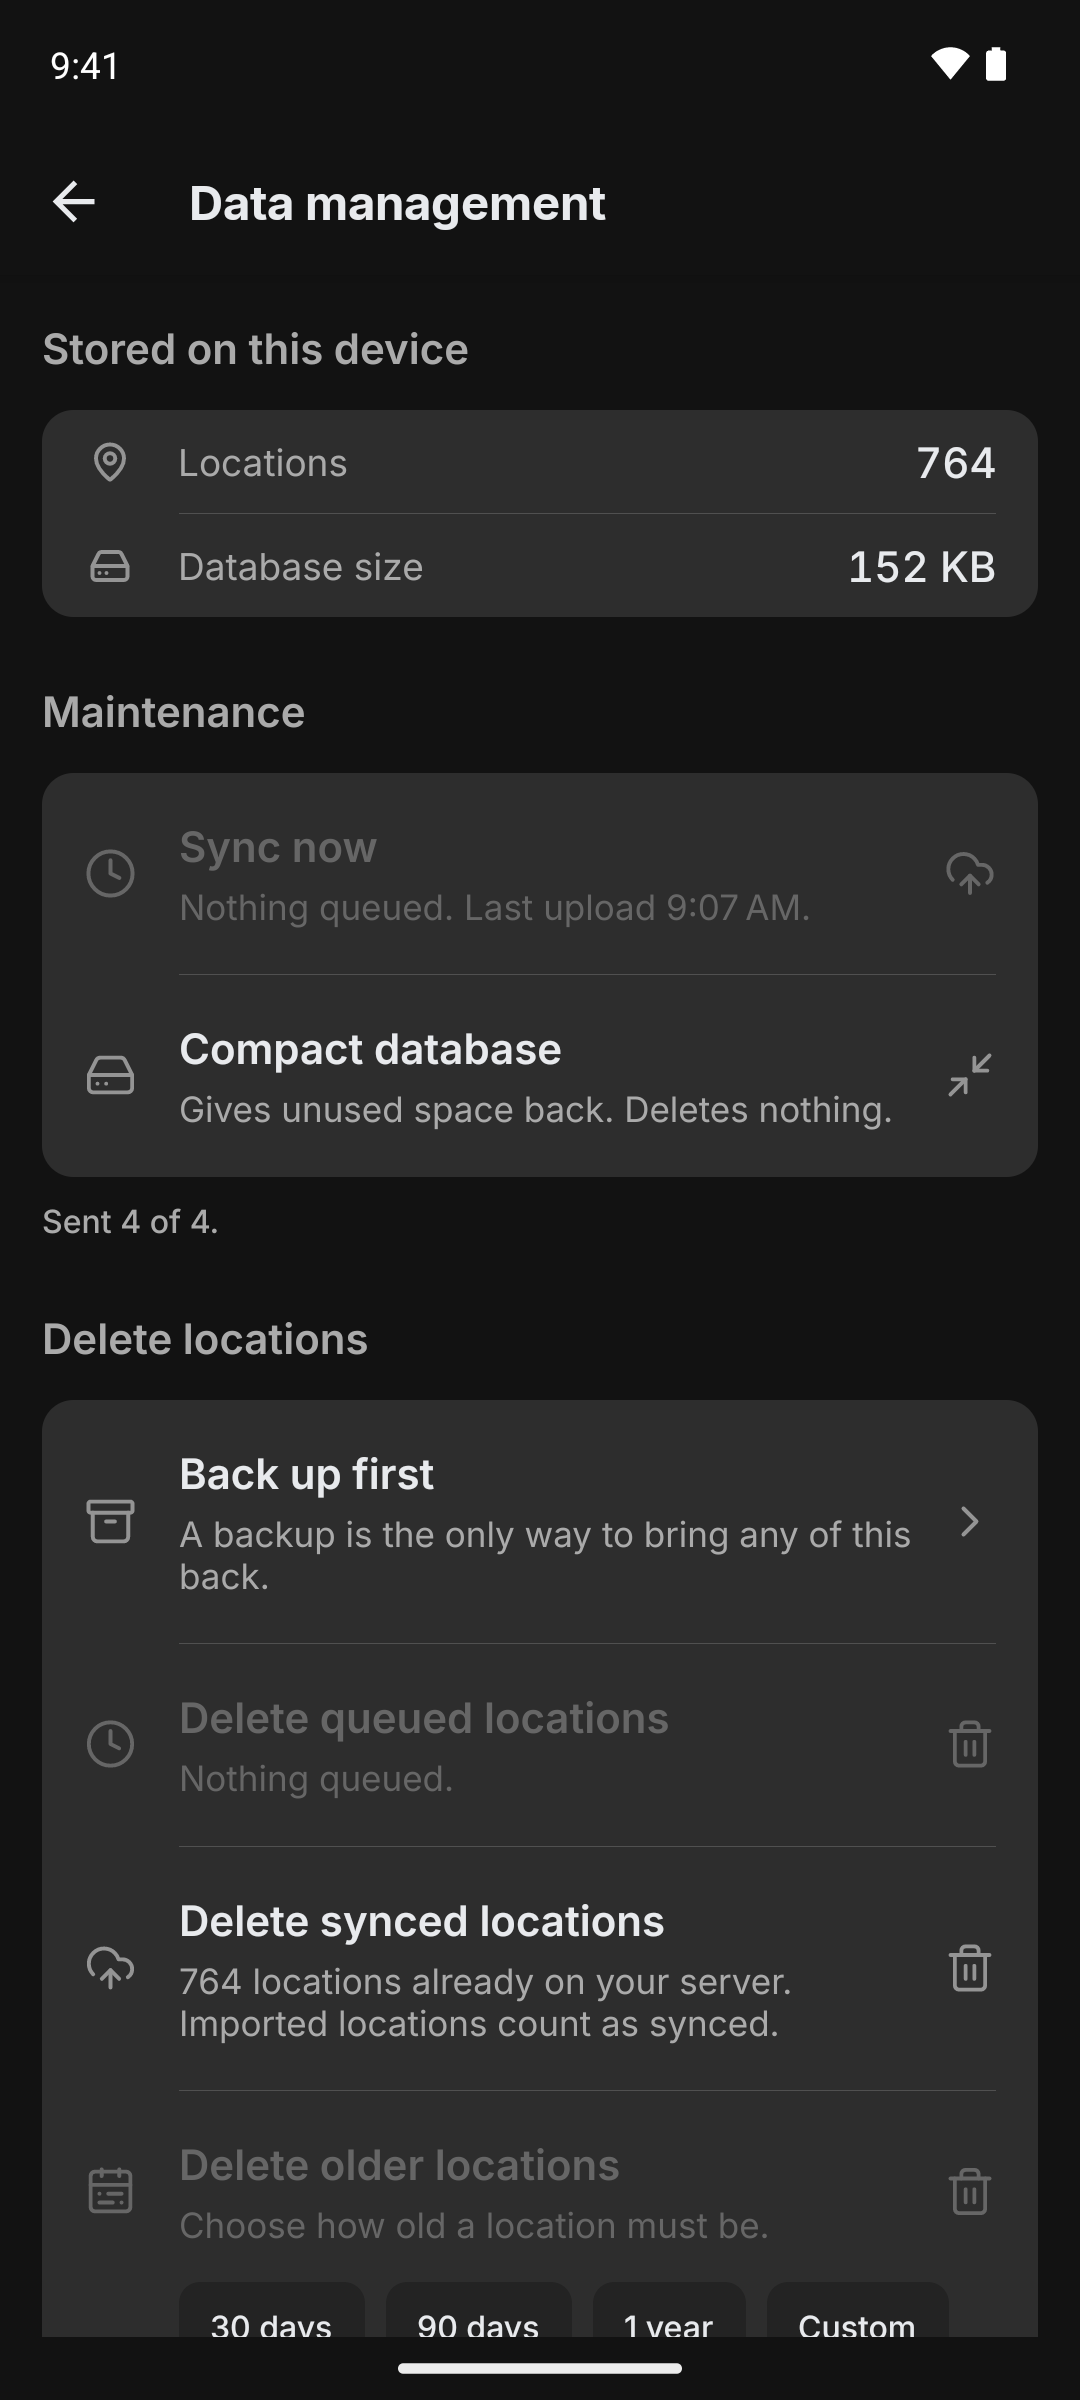 9:41
Data management
Stored on this device
Locations 764
Database size 152 KB
Maintenance
Sync now
Nothing queued. Last upload 9:07 AM.
Compact database
Gives unused space back. Deletes nothing.
Sent 4 of 4.
Delete locations
Back up first
A backup is the only way to bring any of this
back.
Delete queued locations
Nothing queued.
Delete synced locations
764 locations already on your server.
Imported locations count as synced.
Delete older locations
Choose how old a location must be.
30 days 90 days 1 year Custom